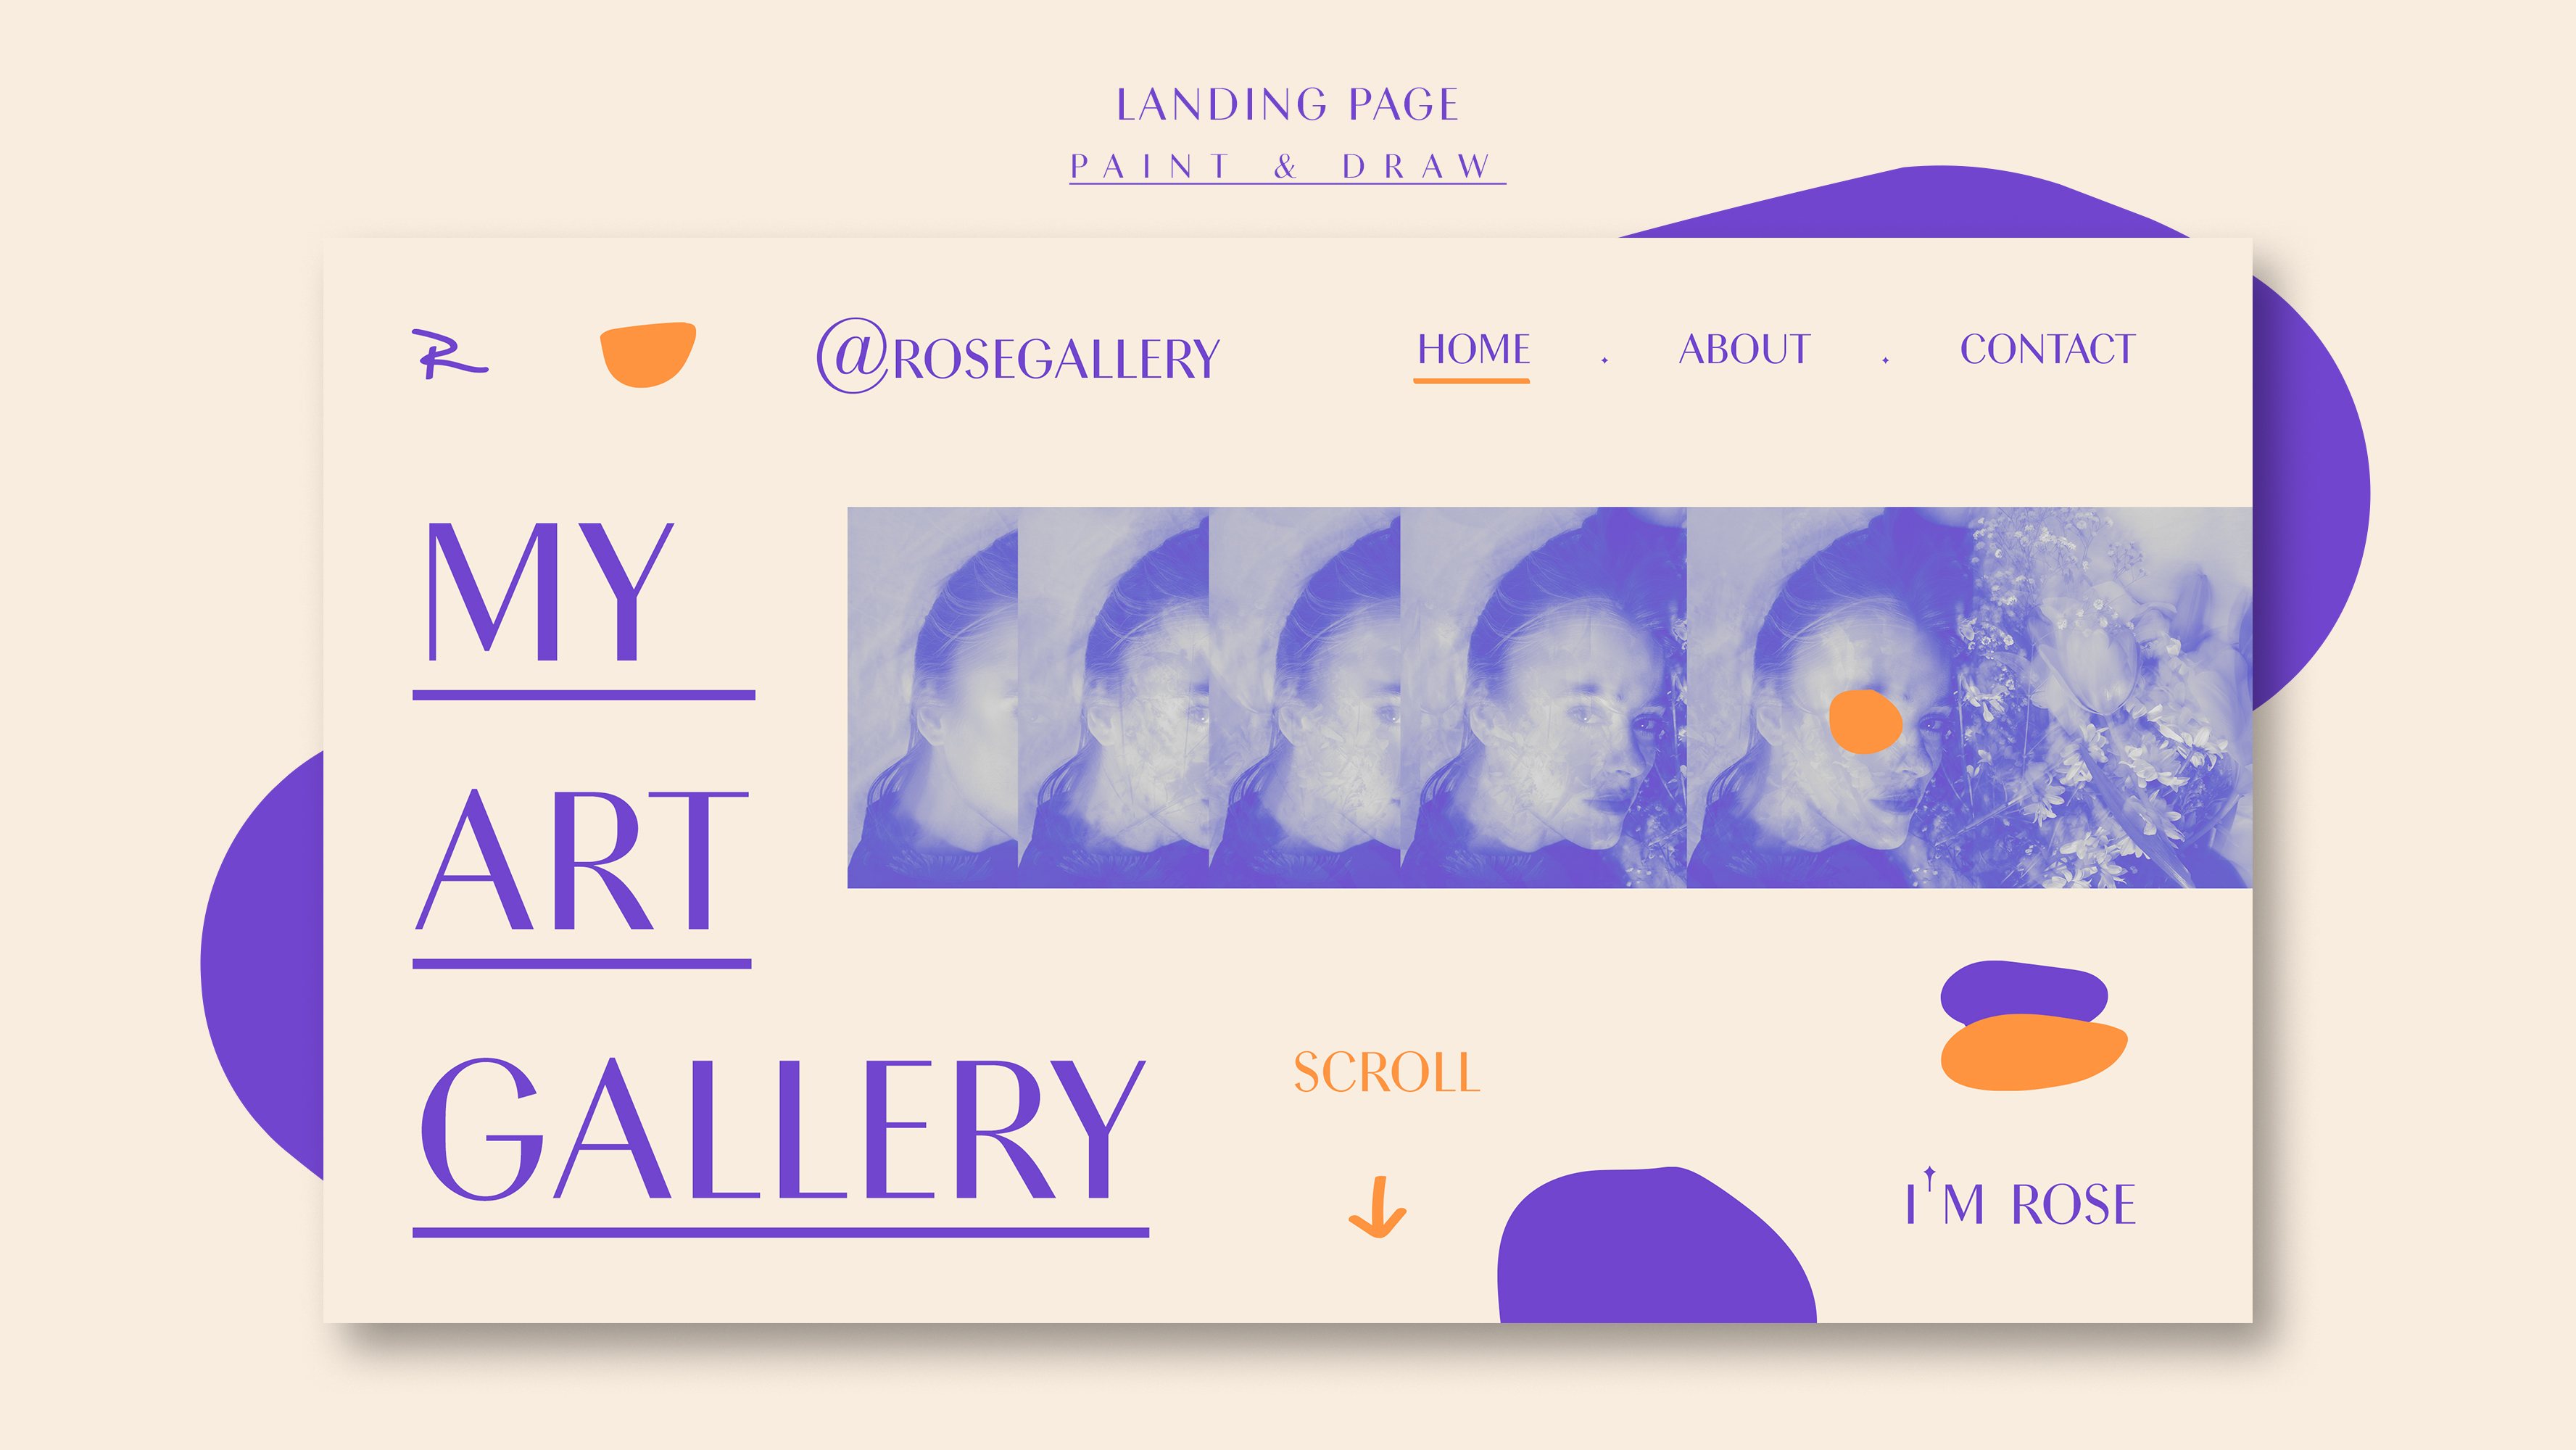 LANDING PAGE
PAINT & DRAW
R
@ROSEGALLERY
HOME
ABOUT
CONTACT
MY
ART
GALLERY
SCROLL
I'M ROSE